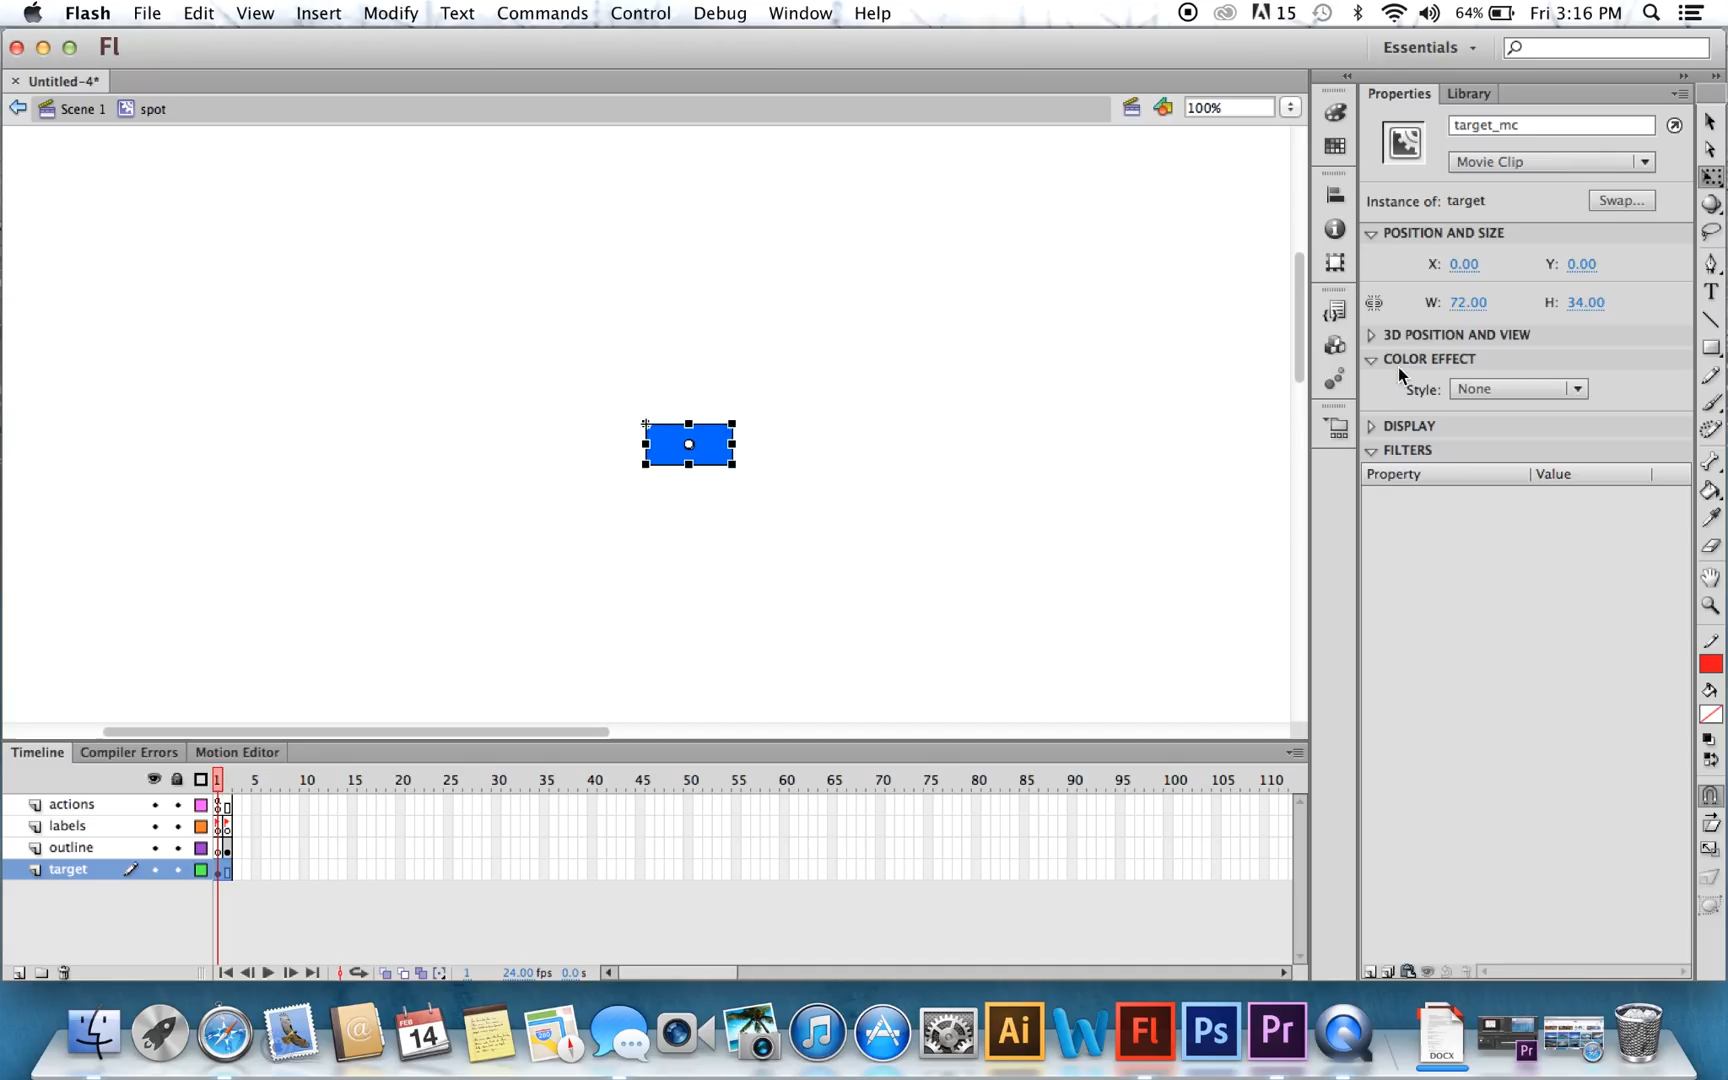 Flash File Edit View Insert Modify Text Commands Control Debug Window Help 15 64% Fri 3:16 PM
Fl Essentials
× Untitled-4*
Scene 1 spot 100%
Properties Library
target_mc
Movie Clip
Instance of: target Swap...
POSITION AND SIZE
X: 0.00 Y: 0.00
W: 72.00 H: 34.00
3D POSITION AND VIEW
COLOR EFFECT
Style: None
DISPLAY
FILTERS
Property Value
Timeline Compiler Errors Motion Editor
1 5 10 15 20 25 30 35 40 45 50 55 60 65 70 75 80 85 90 95 100 105 110
actions
labels
outline
target
1 24.00 fps 0.0 s
FEB
14
Ai Fl Ps Pr
DOCX
Pr